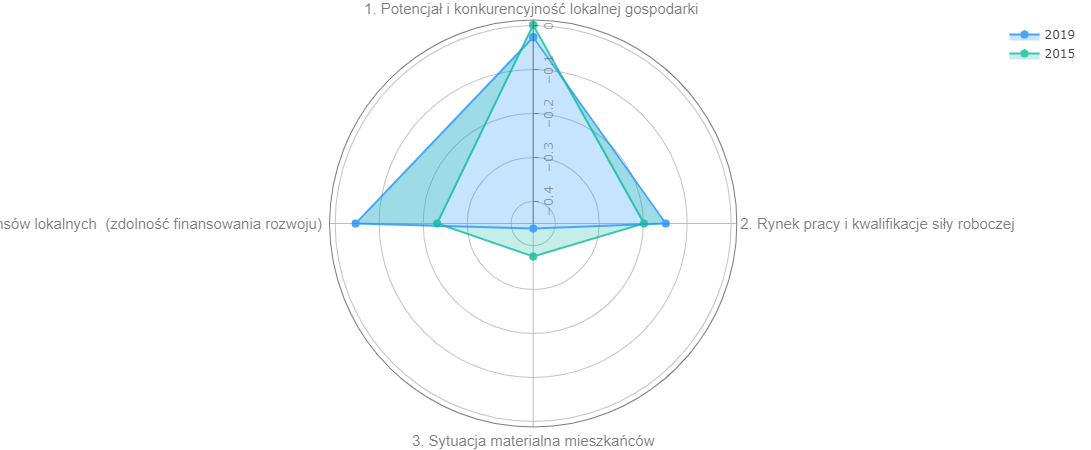 1. Potencjał i konkurencyjność lokalnej gospodarki
2019
2015
0
−0.1
−0.2
−0.3
−0.4
lokalnych (zdolność finansowania rozwoju)
2. Rynek pracy i kwalifikacje siły roboczej
3. Sytuacja materialna mieszkańców